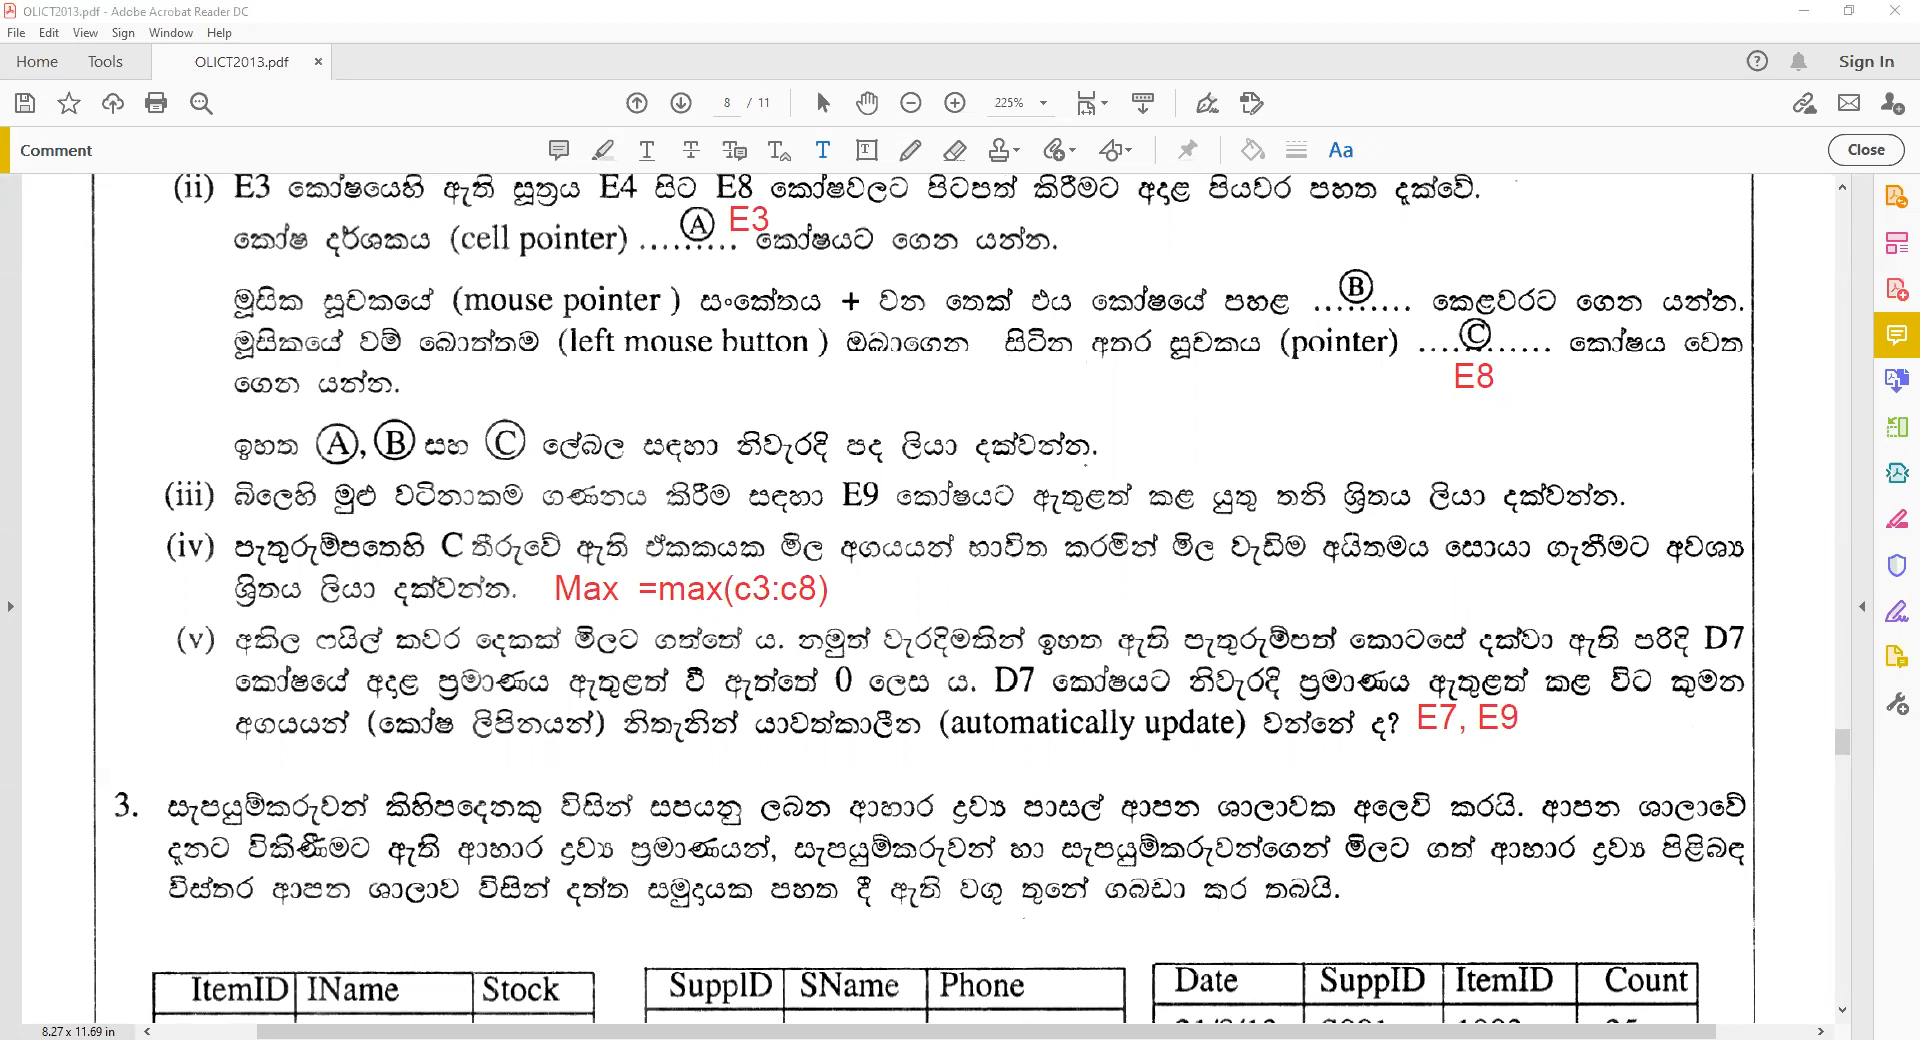 OLICT2013.pdf - Adobe Acrobat Reader DC
File Edit View Sign Window Help
Home Tools OLICT2013.pdf × Sign In
8 / 11 225%
Comment Close
(ii) E3 කෝෂයෙහි ඇති සූත්‍රය E4 සිට E8 කෝෂවලට පිටපත් කිරීමට අදාළ පියවර පහත දැක්වේ.
කෝෂ දර්ශකය (cell pointer) ....Ⓐ.... කෝෂයට ගෙන යන්න. E3
මූසික සූචකයේ (mouse pointer ) සංකේතය + වන තෙක් එය කෝෂයේ පහළ ....Ⓑ.... කෙළවරට ගෙන යන්න.
මූසිකයේ වම් බොත්තම (left mouse button ) ඔබාගෙන සිටින අතර සූචකය (pointer) ....Ⓒ...... කෝෂය වෙත
ගෙන යන්න. E8
ඉහත Ⓐ, Ⓑ සහ Ⓒ ලේබල සඳහා නිවැරදි පද ලියා දක්වන්න.
(iii) බිලෙහි මුළු වටිනාකම ගණනය කිරීම සඳහා E9 කෝෂයට ඇතුළත් කළ යුතු තනි ශ්‍රිතය ලියා දක්වන්න.
(iv) පැතුරුම්පතෙහි C තීරුවේ ඇති ඒකකයක මිල අගයයන් භාවිත කරමින් මිල වැඩිම අයිතමය සොයා ගැනීමට අවශ්‍ය
ශ්‍රිතය ලියා දක්වන්න. Max =max(c3:c8)
(v) අකිල ෆයිල් කවර දෙකක් මිලට ගත්තේ ය. නමුත් වැරදිමකින් ඉහත ඇති පැතුරුම්පත් කොටසේ දක්වා ඇති පරිදි D7
කෝෂයේ අදාළ ප්‍රමාණය ඇතුළත් වී ඇත්තේ 0 ලෙස ය. D7 කෝෂයට නිවැරදි ප්‍රමාණය ඇතුළත් කළ විට කුමන
අගයයන් (කෝෂ ලිපිනයන්) නිතැනින් යාවත්කාලීන (automatically update) වන්නේ ද? E7, E9
3. සැපයුම්කරුවන් කිහිපදෙනකු විසින් සපයනු ලබන ආහාර ද්‍රව්‍ය පාසල් ආපන ශාලාවක අලෙවි කරයි. ආපන ශාලාවේ
දැනට විකිණීමට ඇති ආහාර ද්‍රව්‍ය ප්‍රමාණයන්, සැපයුම්කරුවන් හා සැපයුම්කරුවන්ගෙන් මිලට ගත් ආහාර ද්‍රව්‍ය පිළිබඳ
විස්තර ආපන ශාලාව විසින් දත්ත සමුදායක පහත දී ඇති වගු තුනේ ගබඩා කර තබයි.
ItemID IName Stock SuppID SName Phone Date SuppID ItemID Count
8.27 x 11.69 in